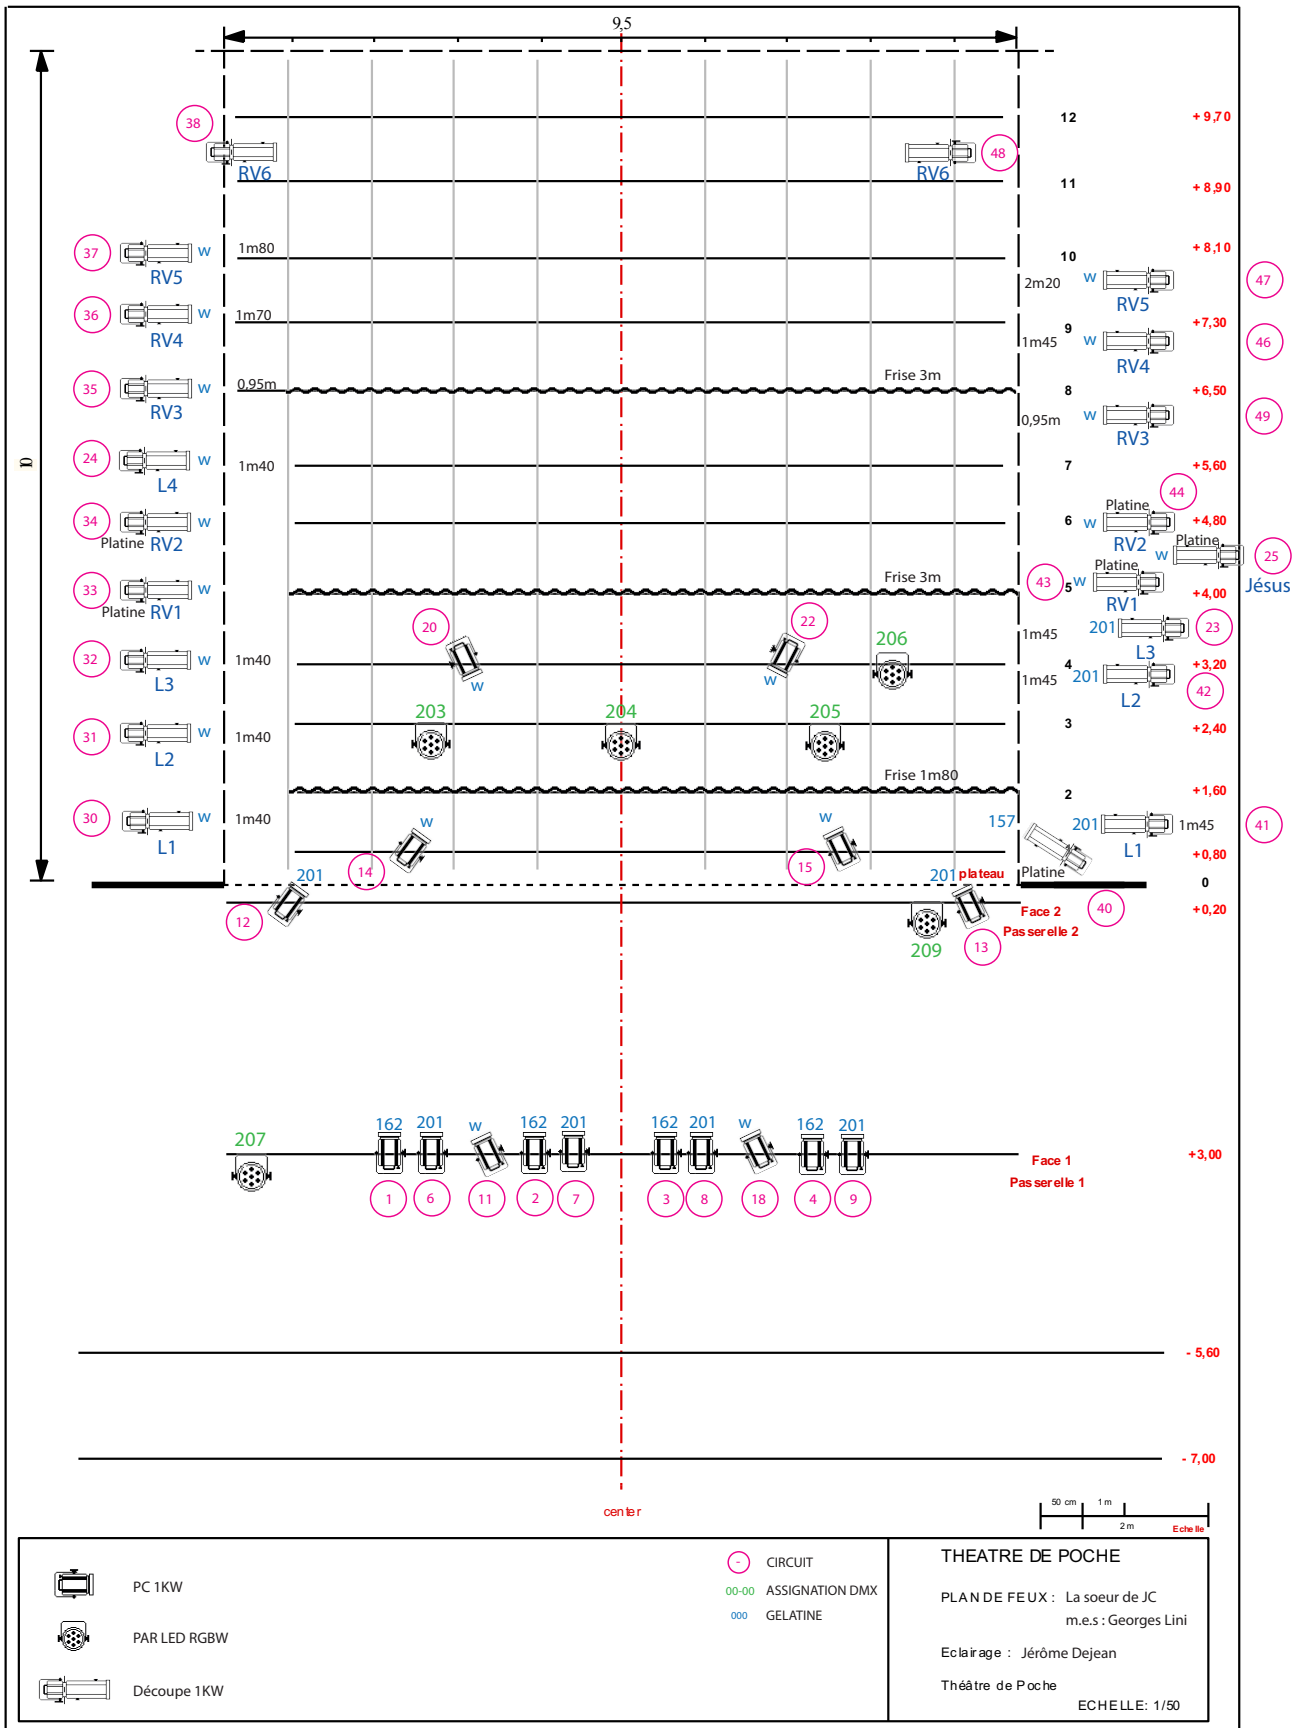 9,5
38
12
+ 9,70
RV6
RV6
48
11
+ 8,90
37
w
1m80
RV5
10
+ 8,10
2m20
w
RV5
47
36
w
1m70
RV4
9
+7,30
1m45
w
RV4
46
35
w
0,95m
RV3
Frise 3m
8
+6,50
0,95m
w
RV3
49
10
24
w
1m40
L4
7
+5,60
44
34
w
Platine RV2
6
Platine
w
RV2
+4,80
Platine
w
25
Jésus
33
w
Platine RV1
Frise 3m
43
w
Platine
5
RV1
+4,00
20
22
206
1m45
201
L3
23
32
w
1m40
L3
w
w
4
+3,20
1m45
201
L2
42
203
204
205
31
w
1m40
L2
3
+2,40
Frise 1m80
2
+1,60
30
w
1m40
L1
w
w
157
201
1m45
L1
41
14
15
+0,80
Platine
201
201 plateau
0
12
209
13
Face 2
Passerelle 2
40
+0,20
207
162
201
w
162
201
162
201
w
162
201
Face 1
Passerelle 1
+3,00
1
6
11
2
7
3
8
18
4
9
- 5,60
- 7,00
center
50 cm
1 m
2 m
Echelle
PC 1KW
PAR LED RGBW
Découpe 1KW
- CIRCUIT
00-00 ASSIGNATION DMX
000 GELATINE
THEATRE DE POCHE
PLAN DE FEUX : La soeur de JC
m.e.s : Georges Lini
Eclairage : Jérôme Dejean
Théâtre de Poche
ECHELLE: 1/50